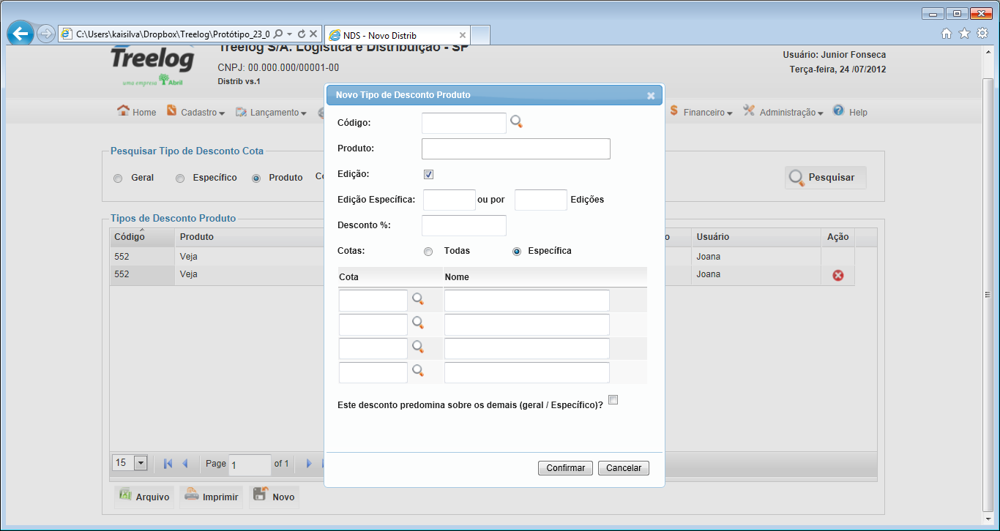 C:\Users\kaisilva\Dropbox\Treelog\Protótipo_23_0
NDS - Novo Distrib
Treelog
uma empresa Abril
Treelog S/A. Logística e Distribuição - SP
CNPJ: 00.000.000/00001-00
Distrib vs.1
Usuário: Junior Fonseca
Terça-feira, 24 /07/2012
Home Cadastro Lançamento Financeiro Administração Help
Pesquisar Tipo de Desconto Cota
Geral Específico Produto
Pesquisar
Tipos de Desconto Produto
Código Produto Usuário Ação
552 Veja Joana
552 Veja Joana
15 Page 1 of 1
Arquivo Imprimir Novo
Novo Tipo de Desconto Produto
Código:
Produto:
Edição:
Edição Específica: ou por Edições
Desconto %:
Cotas: Todas Específica
Cota Nome
Este desconto predomina sobre os demais (geral / Específico)?
Confirmar Cancelar